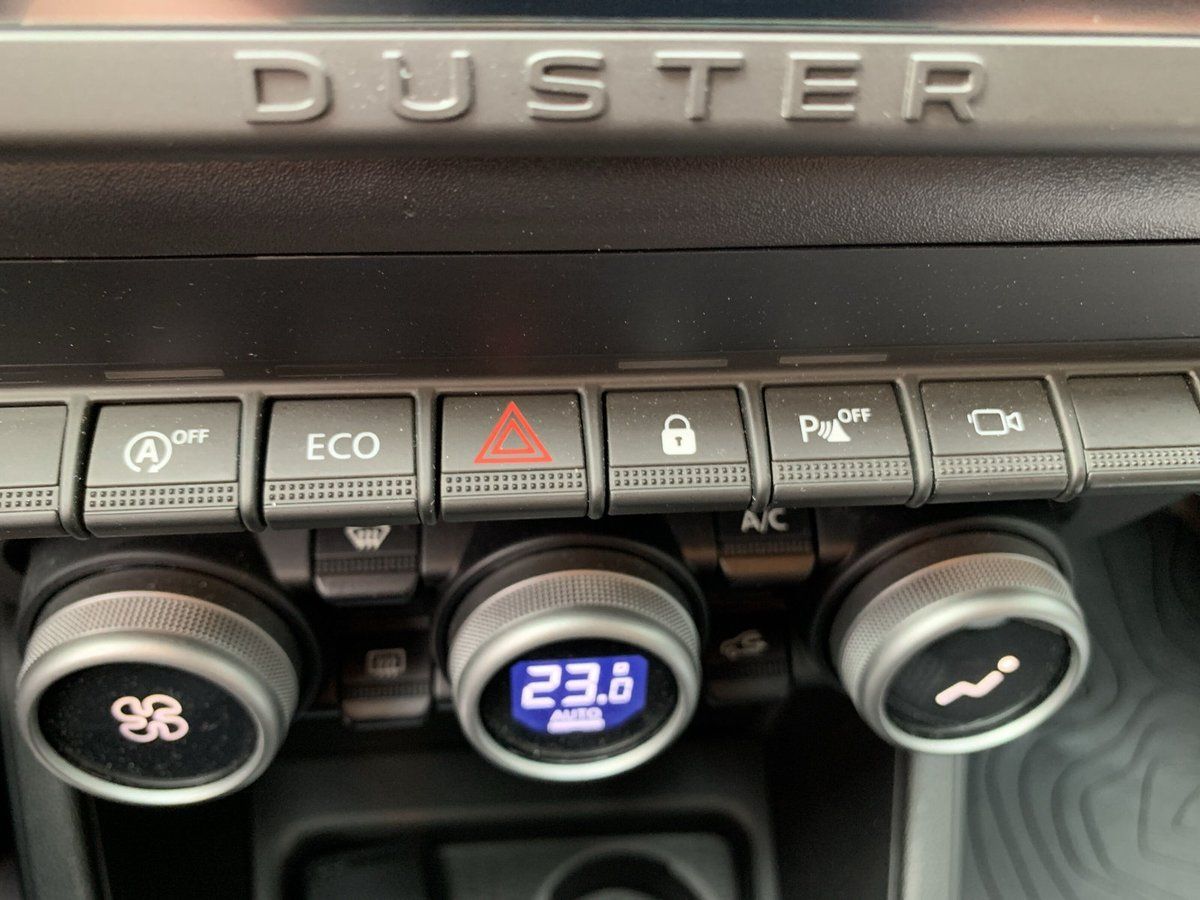 DUSTER
A OFF
ECO
P OFF
A/C
23.0°
AUTO